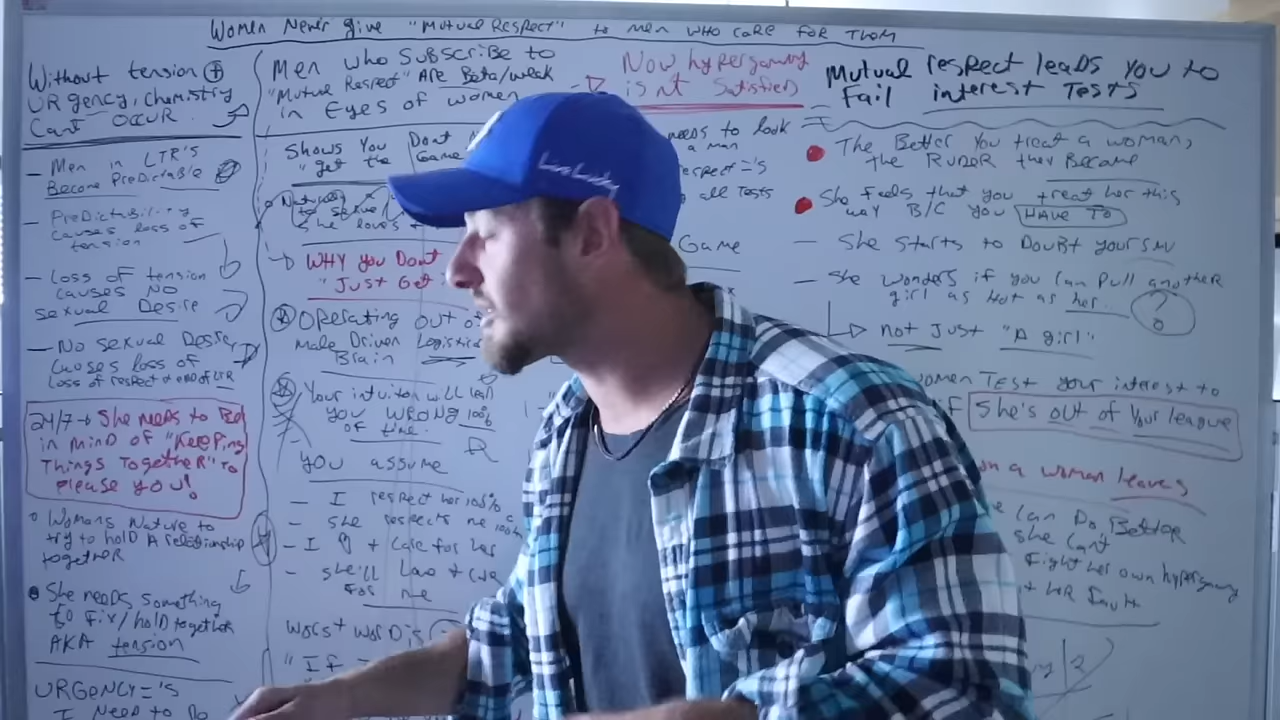 Women Never give "Mutual Respect" to men who care for them
Without tension +
URgency, chemistry
Cant occur.
- Men in LTR's
Become PreDictable
- PreDictability
causes loss of
tension
- Loss of tension
causes NO
sexual Desire
- No sexual Desire
causes loss of
loss of respect + end of LTR
24/7 → She needs to Be
in mind of "Keeping
Things Together" to
please you!
Womans Nature to
try to hold A relationship
together
She needs something
to Fix/hold together
AKA tension
URGENCY='s
I Need to Do
Men who Subscribe to
"Mutual Respect" ARE Beta/weak
in Eyes of women
Shows You Dont
"get the Game
she loves
WHY you Dont
"Just Get
Operating out of
male Driven Logistical
Brain
Your intuition will lead
you WRONG 100%
of time.
You assume
- I respect her 100%
- she respects me 100%
- I + care for her
- she'll Love +
for me
Worst word is
"If
Now hypergamy
isnt Satisfied
needs to look
a man
respect='s
all Tests
Game
Mutual respect leads you to
Fail interest Tests
The Better You treat a woman,
the RUDER they Become
She feels that you treat her this
way B/C you HAVE TO
- She starts to Doubt your SMV
- She wonders if you can pull another
girl as Hot as her.
?
not Just "A girl"
women Test your interest to
if She's out of Your league
a woman leaves
can Do Better
she cant
Fight her own hypergamy
Fault
LiveLucky